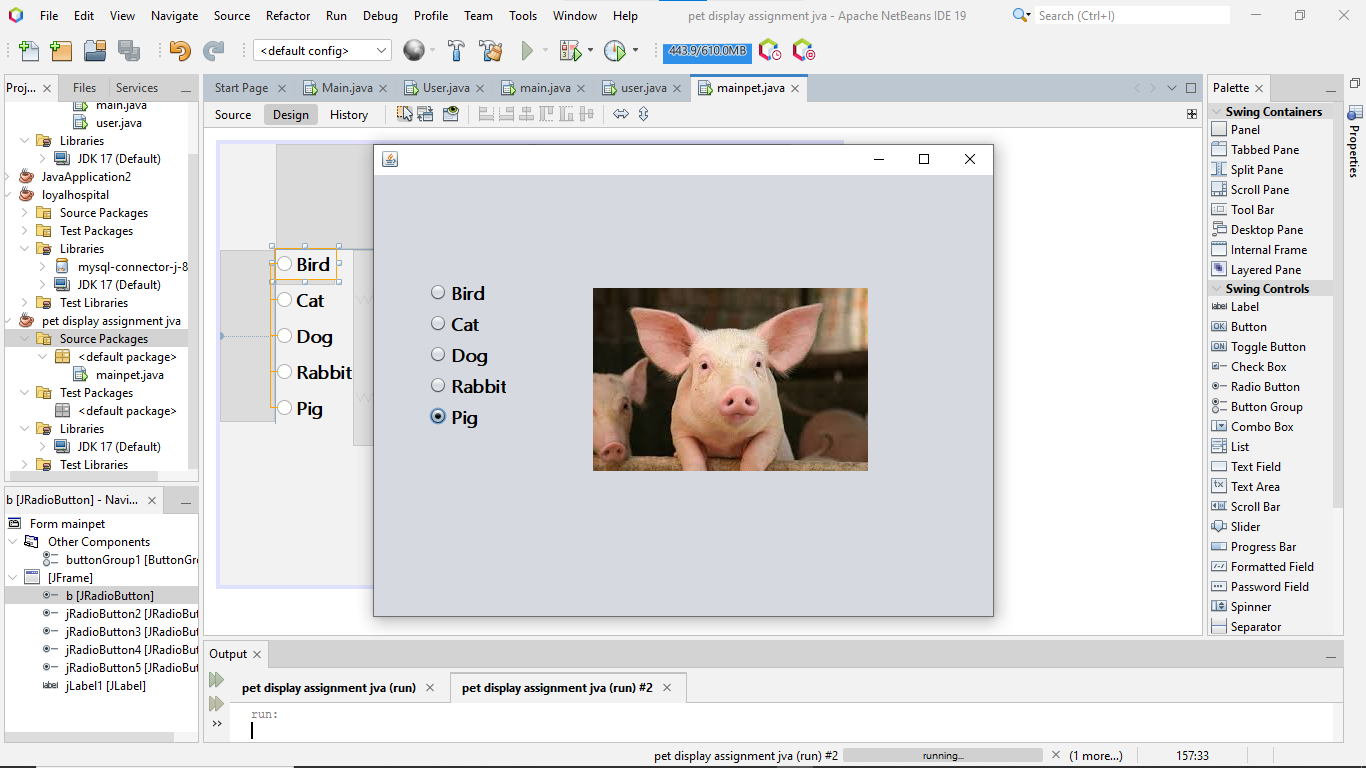 File Edit View Navigate Source Refactor Run Debug Profile Team Tools Window Help
pet display assignment jva - Apache NetBeans IDE 19
Search (Ctrl+I)
<default config>
443.9/610.0MB
Proj... Files Services
main.java
user.java
Libraries
JDK 17 (Default)
JavaApplication2
loyalhospital
Source Packages
Test Packages
Libraries
mysql-connector-j-8
JDK 17 (Default)
Test Libraries
pet display assignment jva
Source Packages
<default package>
mainpet.java
Test Packages
<default package>
Libraries
JDK 17 (Default)
Test Libraries
b [JRadioButton] - Navi...
Form mainpet
Other Components
buttonGroup1 [ButtonGr
[JFrame]
b [JRadioButton]
jRadioButton2 [JRadioBut
jRadioButton3 [JRadioBut
jRadioButton4 [JRadioBut
jRadioButton5 [JRadioBut
jLabel1 [JLabel]
Start Page Main.java User.java main.java user.java mainpet.java
Source Design History
Bird
Cat
Dog
Rabbit
Pig
Bird
Cat
Dog
Rabbit
Pig
Palette
Swing Containers
Panel
Tabbed Pane
Split Pane
Scroll Pane
Tool Bar
Desktop Pane
Internal Frame
Layered Pane
Swing Controls
label Label
OK Button
ON Toggle Button
Check Box
Radio Button
Button Group
Combo Box
List
Text Field
Text Area
Scroll Bar
Slider
Progress Bar
Formatted Field
Password Field
Spinner
Separator
Properties
Output
pet display assignment jva (run) pet display assignment jva (run) #2
run:
pet display assignment jva (run) #2 running... (1 more...) 157:33